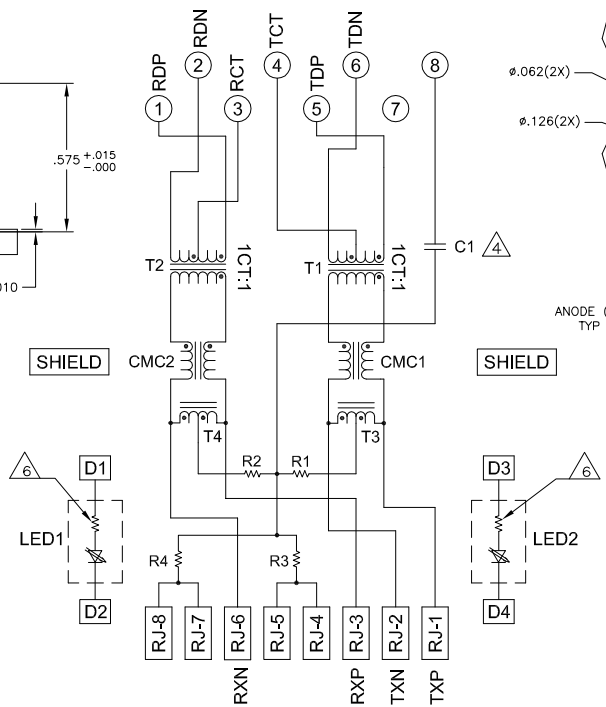 RDP
RDN
RCT
TCT
TDP
TDN
1
2
3
4
5
6
7
8
ø.062(2X)
ø.126(2X)
.575 +.015
-.000
010
T2
1CT:1
T1
1CT:1
C1
4
ANODE (
TYP
SHIELD
CMC2
CMC1
SHIELD
T4
T3
R2
R1
6
D1
LED1
D2
R4
R3
6
D3
LED2
D4
RJ-8
RJ-7
RJ-6
RJ-5
RJ-4
RJ-3
RJ-2
RJ-1
RXN
RXP
TXN
TXP